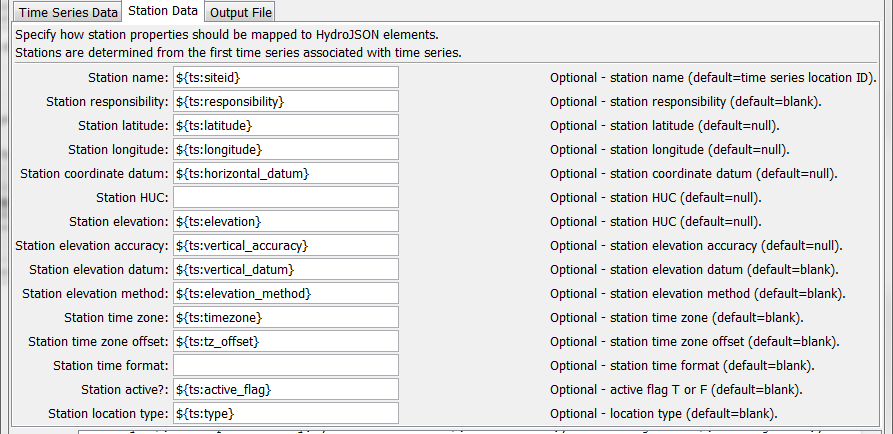 Time Series Data Station Data Output File
Specify how station properties should be mapped to HydroJSON elements.
Stations are determined from the first time series associated with time series.
Station name: ${ts:siteid} Optional - station name (default=time series location ID).
Station responsibility: ${ts:responsibility} Optional - station responsibility (default=blank).
Station latitude: ${ts:latitude} Optional - station latitude (default=null).
Station longitude: ${ts:longitude} Optional - station longitude (default=null).
Station coordinate datum: ${ts:horizontal_datum} Optional - station coordinate datum (default=null).
Station HUC: Optional - station HUC (default=null).
Station elevation: ${ts:elevation} Optional - station HUC (default=null).
Station elevation accuracy: ${ts:vertical_accuracy} Optional - station elevation accuracy (default=null).
Station elevation datum: ${ts:vertical_datum} Optional - station elevation datum (default=blank).
Station elevation method: ${ts:elevation_method} Optional - station elevation method (default=blank).
Station time zone: ${ts:timezone} Optional - station time zone (default=blank).
Station time zone offset: ${ts:tz_offset} Optional - station time zone offset (default=blank).
Station time format: Optional - station time format (default=blank).
Station active?: ${ts:active_flag} Optional - active flag T or F (default=blank).
Station location type: ${ts:type} Optional - location type (default=blank).